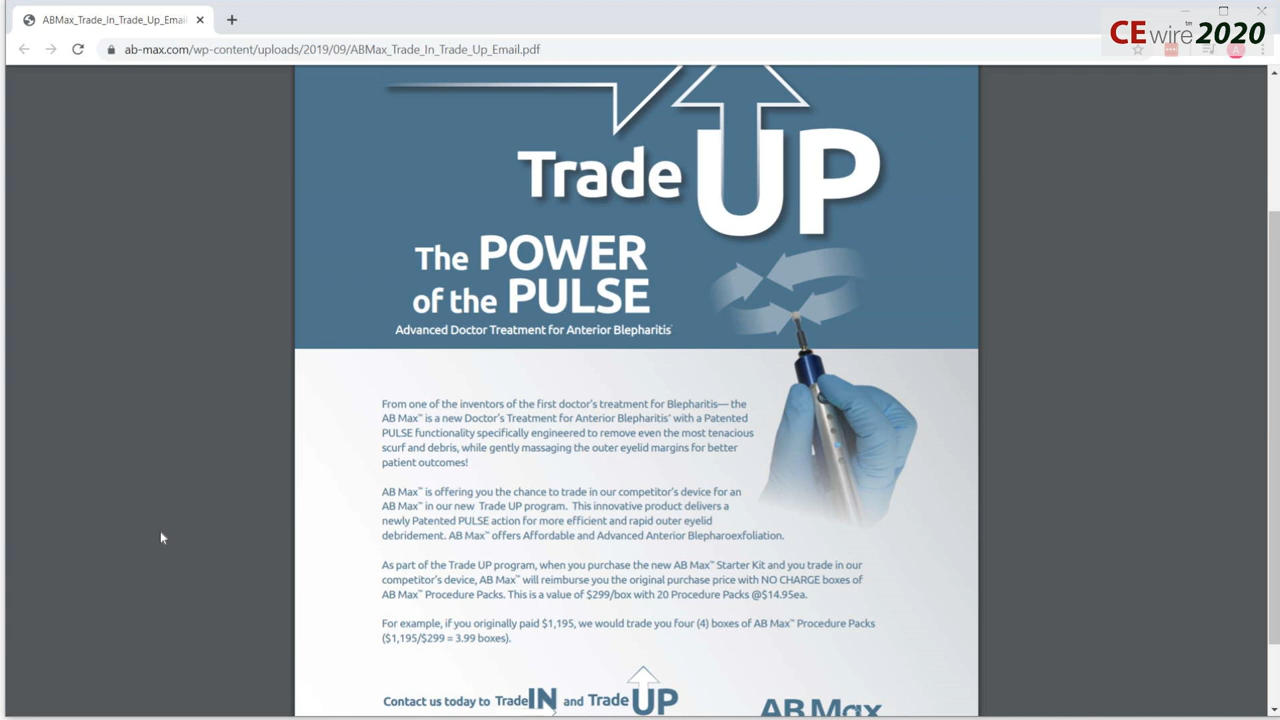 ABMax_Trade_In_Trade_Up_Emai
CEwire™2020
ab-max.com/wp-content/uploads/2019/09/ABMax_Trade_In_Trade_Up_Email.pdf
A
Trade UP
The POWER
of the PULSE
Advanced Doctor Treatment for Anterior Blepharitis
From one of the inventors of the first doctor's treatment for Blepharitis— the
AB Max™ is a new Doctor's Treatment for Anterior Blepharitis* with a Patented
PULSE functionality specifically engineered to remove even the most tenacious
scurf and debris, while gently massaging the outer eyelid margins for better
patient outcomes!
AB Max™ is offering you the chance to trade in our competitor's device for an
AB Max™ in our new Trade UP program. This innovative product delivers a
newly Patented PULSE action for more efficient and rapid outer eyelid
debridement. AB Max™ offers Affordable and Advanced Anterior Blepharoexfoliation.
As part of the Trade UP program, when you purchase the new AB Max™ Starter Kit and you trade in our
competitor's device, AB Max™ will reimburse you the original purchase price with NO CHARGE boxes of
AB Max™ Procedure Packs. This is a value of $299/box with 20 Procedure Packs @$14.95ea.
For example, if you originally paid $1,195, we would trade you four (4) boxes of AB Max™ Procedure Packs
($1,195/$299 = 3.99 boxes).
Contact us today to TradeIN and TradeUP
AB Max